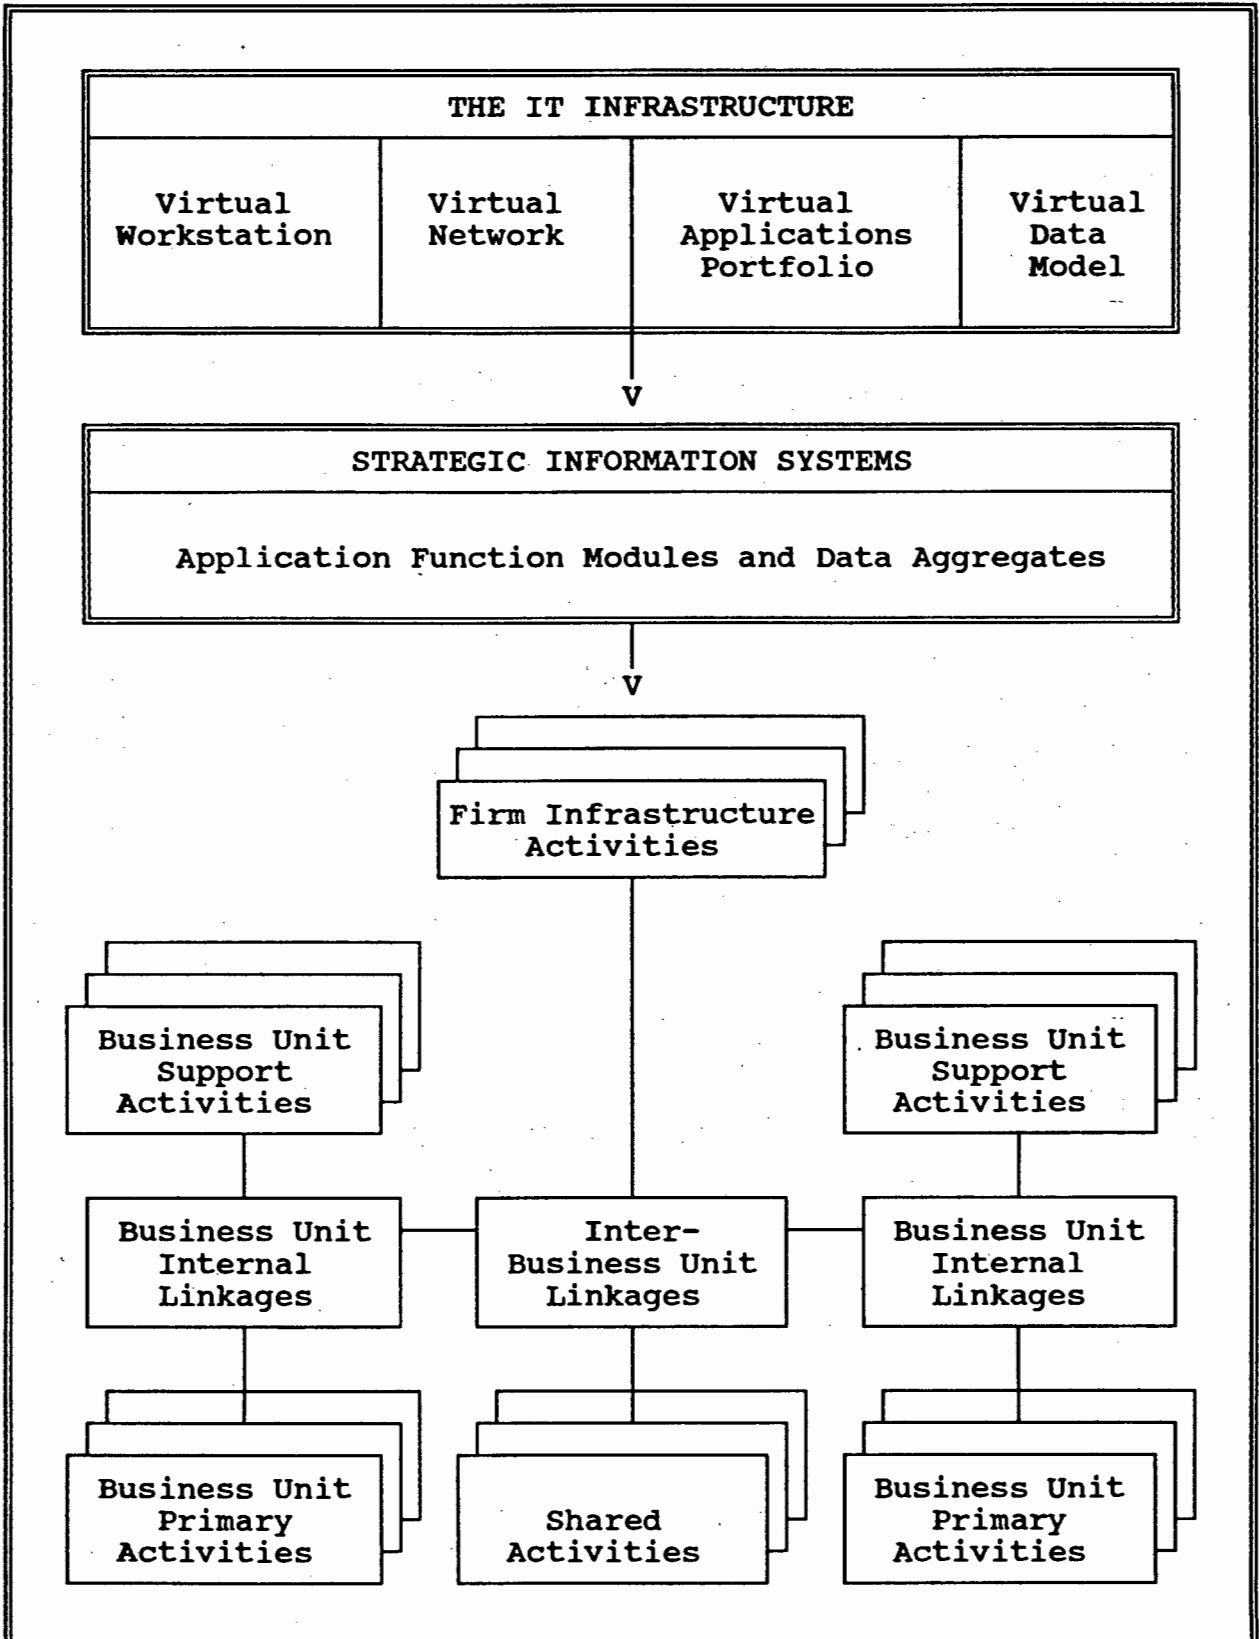 THE IT INFRASTRUCTURE
Virtual
Workstation
Virtual
Network
Virtual
Applications
Portfolio
Virtual
Data
Model
V
STRATEGIC INFORMATION SYSTEMS
Application Function Modules and Data Aggregates
V
Firm Infrastructure
Activities
Business Unit
Support
Activities
Business Unit
Support
Activities
Business Unit
Internal
Linkages
Inter-
Business Unit
Linkages
Business Unit
Internal
Linkages
Business Unit
Primary
Activities
Shared
Activities
Business Unit
Primary
Activities